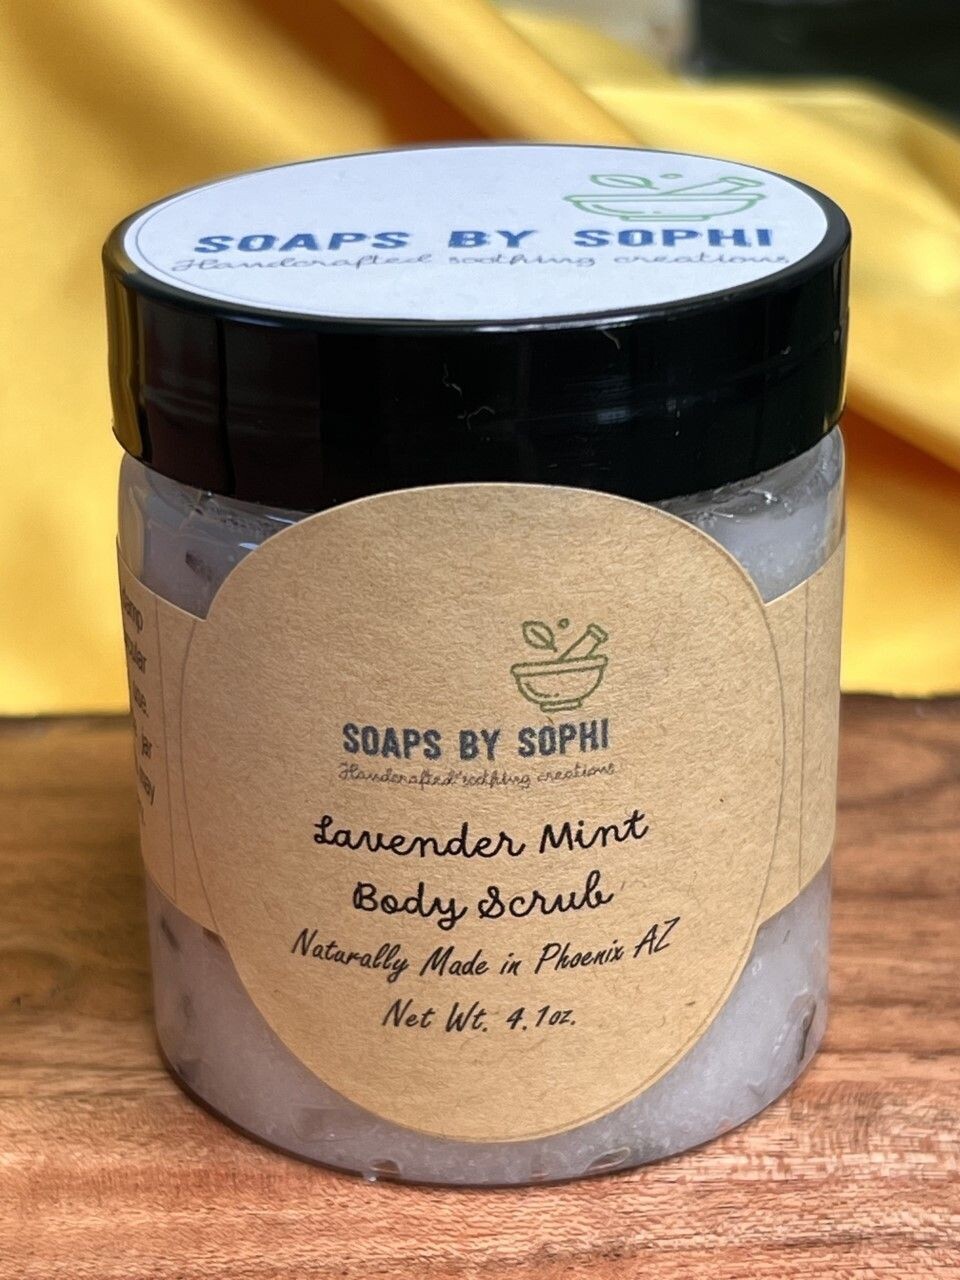 SOAPS BY SOPHI
Handcrafted soothing creations
SOAPS BY SOPHI
Handcrafted soothing creations
Lavender Mint
Body Scrub
Naturally Made in Phoenix AZ
Net Wt. 4.1oz.
jar